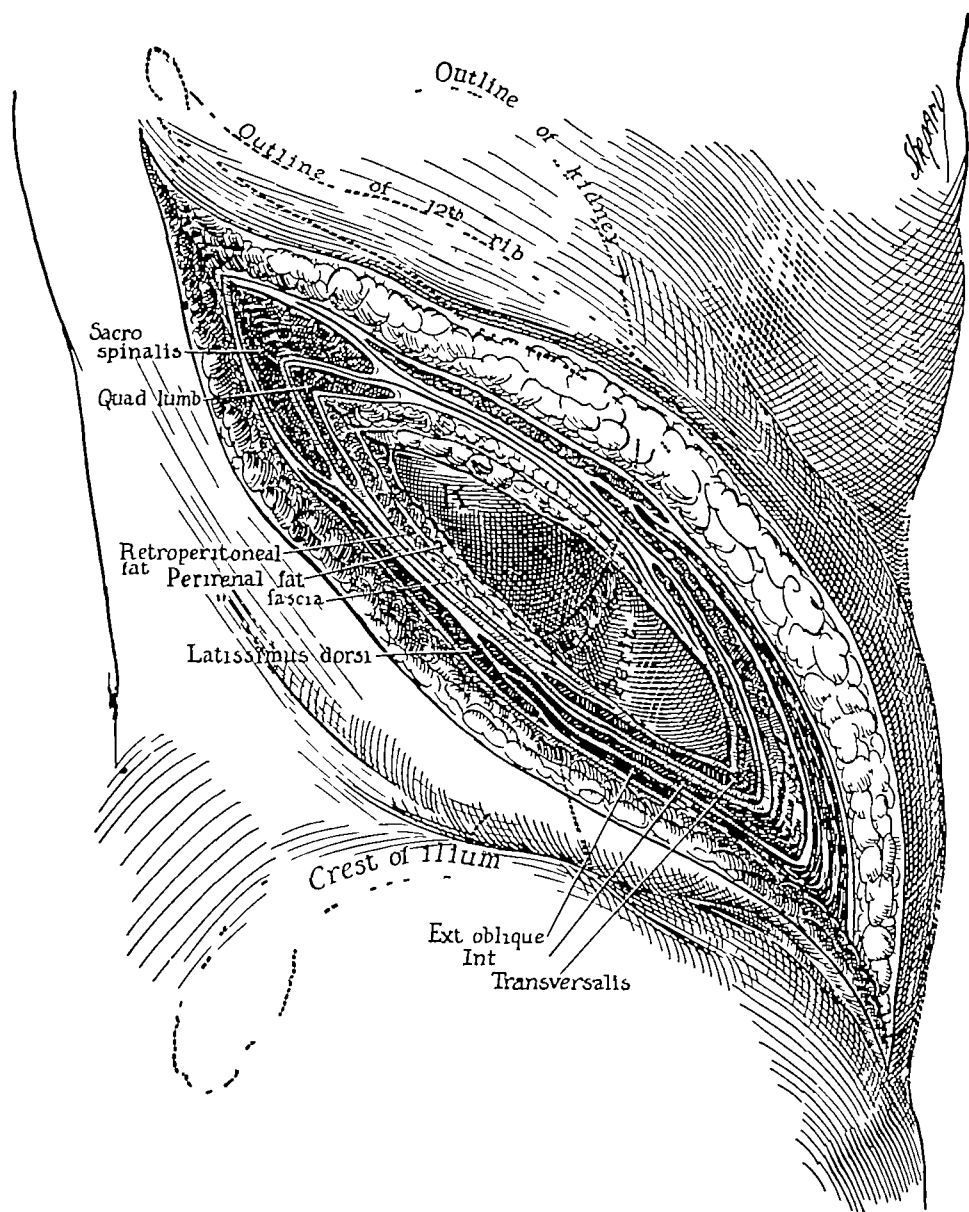 Outline of kidney
Shepard
Outline of 12th rib
Sacro
spinalis
Quad lumb
K
Retroperitoneal
fat
Perirenal fat
fascia
Latissimus dorsi
Crest of ilium
Ext oblique
Int
Transversalis